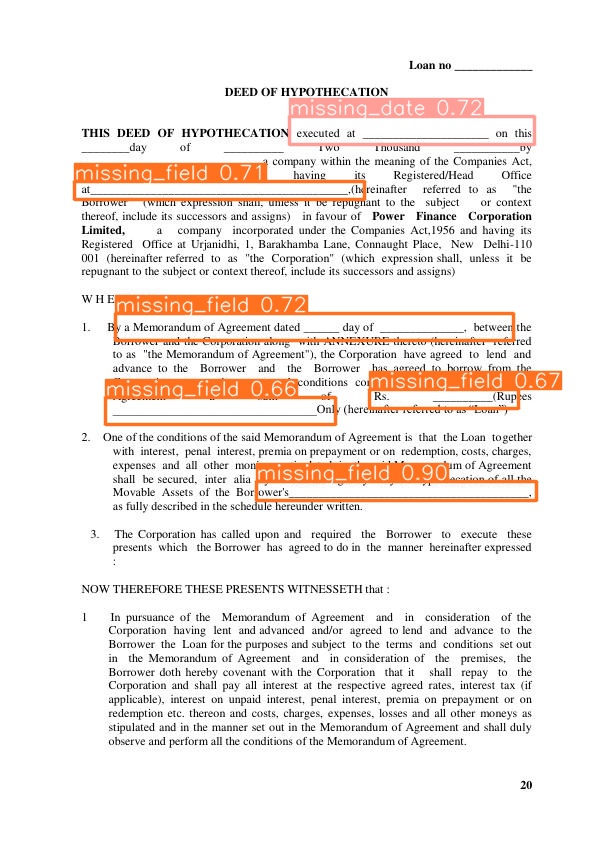 Loan no _____________
DEED OF HYPOTHECATION
missing_date 0.72
THIS DEED OF HYPOTHECATION executed at _____________________ on this
________day of __________ Two Thousand ___________by
a company within the meaning of the Companies Act,
missing_field 0.71
having its Registered/Head Office
at___________________________________________,(hereinafter referred to as "the
Borrower" (which expression shall, unless it be repugnant to the subject or context
thereof, include its successors and assigns) in favour of Power Finance Corporation
Limited, a company incorporated under the Companies Act,1956 and having its
Registered Office at Urjanidhi, 1, Barakhamba Lane, Connaught Place, New Delhi-110
001 (hereinafter referred to as "the Corporation" (which expression shall, unless it be
repugnant to the subject or context thereof, include its successors and assigns)
W H E
missing_field 0.72
1. By a Memorandum of Agreement dated ______ day of ______________, between the
Borrower and the Corporation along with ANNEXURE thereto (hereinafter referred
to as "the Memorandum of Agreement"), the Corporation have agreed to lend and
advance to the Borrower and the Borrower has agreed to borrow from the
missing_field 0.66
conditions
missing_field 0.67
Agreement a sum of Rs. __________(Rupees
__________________________________Only (hereinafter referred to as “Loan”)
2. One of the conditions of the said Memorandum of Agreement is that the Loan together
with interest, penal interest, premia on prepayment or on redemption, costs, charges,
expenses and all other Memorandum of Agreement
missing_field 0.90
shall be secured, inter alia hypothecation of all the
Movable Assets of the Borrower's________________________________________,
as fully described in the schedule hereunder written.
3. The Corporation has called upon and required the Borrower to execute these
presents which the Borrower has agreed to do in the manner hereinafter expressed
:
NOW THEREFORE THESE PRESENTS WITNESSETH that :
1 In pursuance of the Memorandum of Agreement and in consideration of the
Corporation having lent and advanced and/or agreed to lend and advance to the
Borrower the Loan for the purposes and subject to the terms and conditions set out
in the Memorandum of Agreement and in consideration of the premises, the
Borrower doth hereby covenant with the Corporation that it shall repay to the
Corporation and shall pay all interest at the respective agreed rates, interest tax (if
applicable), interest on unpaid interest, penal interest, premia on prepayment or on
redemption etc. thereon and costs, charges, expenses, losses and all other moneys as
stipulated and in the manner set out in the Memorandum of Agreement and shall duly
observe and perform all the conditions of the Memorandum of Agreement.
20